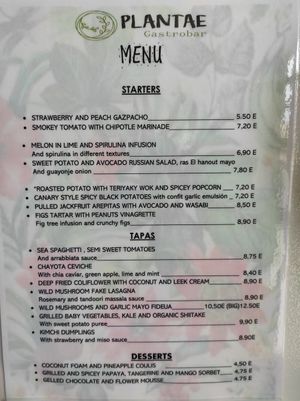 PLANTAE
Gastrobar
MENU
STARTERS
• STRAWBERRY AND PEACH GAZPACHO 5.50 E
• SMOKEY TOMATO WITH CHIPOTLE MARINADE 7,20 E
• MELON IN LIME AND SPIRULINA INFUSION
And spirulina in different textures 6,90 E
• SWEET POTATO AND AVOCADO RUSSIAN SALAD, ras El hanout mayo
And guayonje onion 7.80 E
• "ROASTED POTATO WITH TERIYAKY WOK AND SPICEY POPCORN 7,20 E
• CANARY STYLE SPICY BLACK POTATOES with confit garlic emulsión 7,20 E
• PULLED JACKFRUIT AREPITAS WITH AVOCADO AND WASABI 8,50 E
• FIGS TARTAR WITH PEANUTS VINAGRETTE
Fig tree infusion and crunchy figs 8,90 E
TAPAS
• SEA SPAGHETTI , SEMI SWEET TOMATOES
And arrabbiata sauce 8,75 E
• CHAYOTA CEVICHE
With chia caviar, green apple, lime and mint 8,40 E
• DEEP FRIED COLIFLOWER WITH COCONUT AND LEEK CREAM 8,90 E
• WILD MUSHROOM FAKE LASAGNA
Rosemary and tandoori massala sauce 8,90 E
• WILD MUSHROOMS AND GARLIC MAYO FIDEUA 10,50E (BIG)12.50E
• GRILLED BABY VEGETABLES, KALE AND ORGANIC SHIITAKE
With sweet potato puree 9,90 E
• KIMCHI DUMPLINGS
With strawberry and miso sauce 8.90E
DESSERTS
• COCONUT FOAM AND PINEAPPLE COULIS 4,50 E
• GRILLED AND SPICEY PAPAYA, TANGERINE AND MANGO SORBET 4,75 E
• GELLED CHOCOLATE AND FLOWER MOUSSE 4,75 E